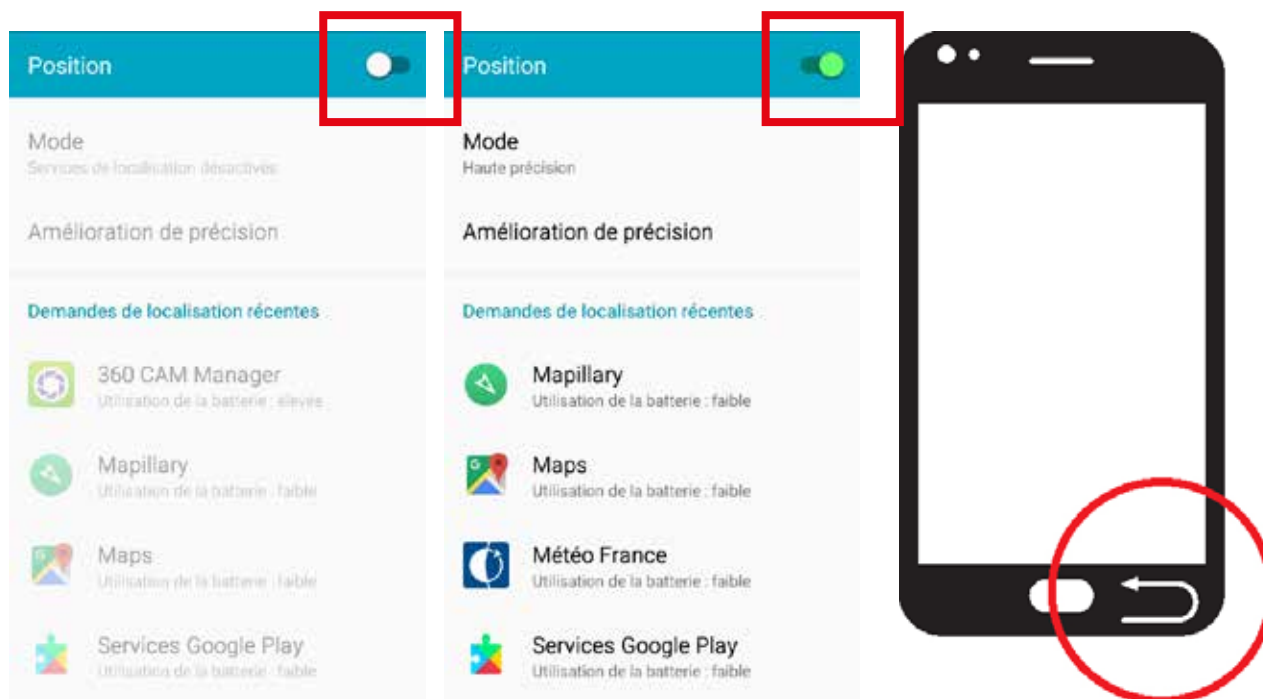 Position
Mode
Services de localisation désactivés
Amélioration de précision
Demandes de localisation récentes
360 CAM Manager
Utilisation de la batterie : élevée
Mapillary
Utilisation de la batterie : faible
Maps
Utilisation de la batterie : faible
Services Google Play
Utilisation de la batterie : faible
Position
Mode
Haute précision
Amélioration de précision
Demandes de localisation récentes
Mapillary
Utilisation de la batterie : faible
Maps
Utilisation de la batterie : faible
Météo France
Utilisation de la batterie : faible
Services Google Play
Utilisation de la batterie : faible